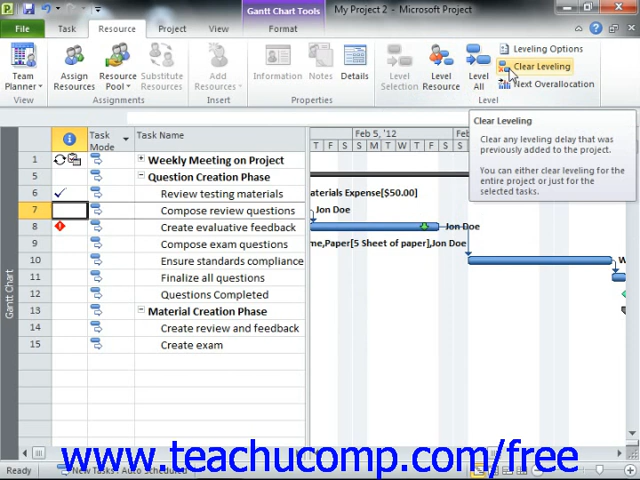 Gantt Chart Tools
My Project 2 - Microsoft Project
File Task Resource Project View Format
Team Planner
Assign Resources
Resource Pool
Substitute Resources
Add Resources
Information
Notes
Details
Level Selection
Level Resource
Level All
Leveling Options
Clear Leveling
Next Overallocation
View Assignments Insert Properties Level
Clear Leveling
Clear any leveling delay that was
previously added to the project.
You can either clear leveling for the
entire project or just for the
selected tasks.
Task Mode
Task Name
Feb 5, '12
T W T F S S M T W T F S
1 Weekly Meeting on Project
5 Question Creation Phase
6 Review testing materials
aterials Expense[$50.00]
7 Compose review questions
Jon Doe
8 Create evaluative feedback
Jon Doe
9 Compose exam questions
me,Paper[5 Sheet of paper],Jon Doe
10 Ensure standards compliance
11 Finalize all questions
12 Questions Completed
13 Material Creation Phase
14 Create review and feedback
15 Create exam
Gantt Chart
www.teachucomp.com/free
Ready New Tasks : Auto Scheduled